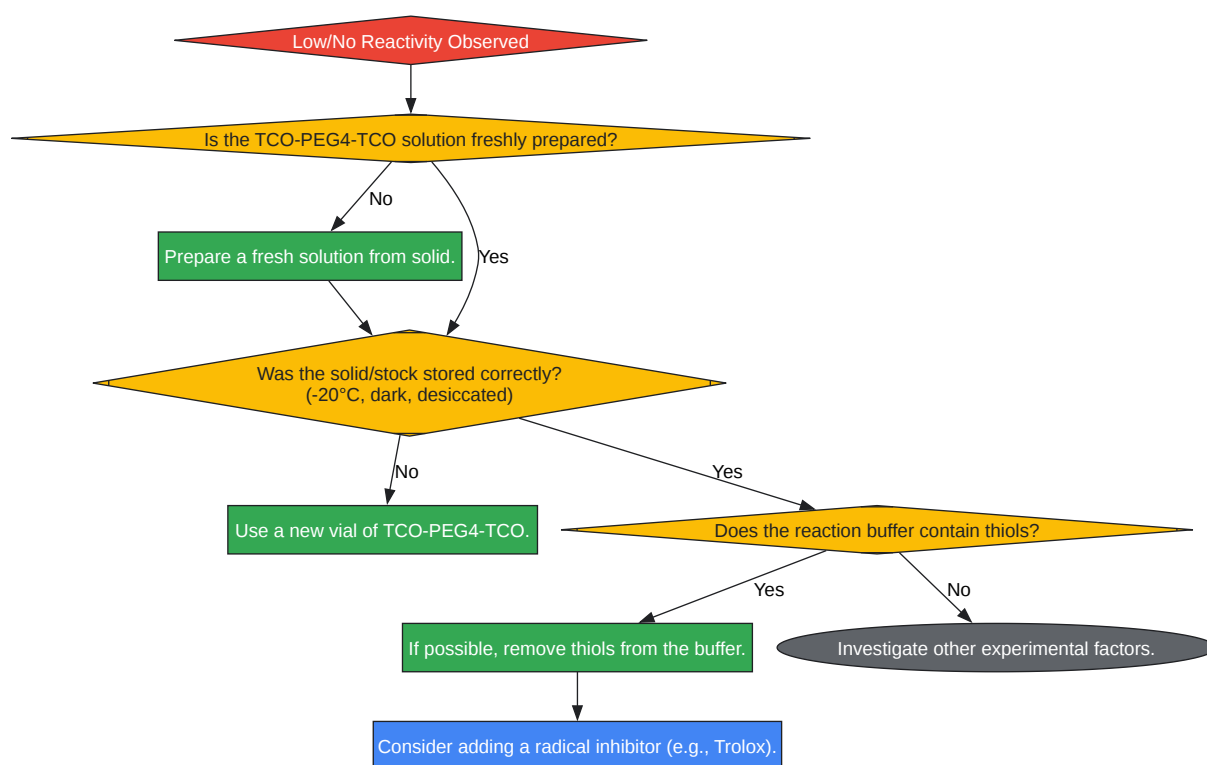 Low/No Reactivity Observed
Is the TCO-PEG4-TCO solution freshly prepared?
No
Yes
Prepare a fresh solution from solid.
Was the solid/stock stored correctly?
(-20°C, dark, desiccated)
No
Yes
Use a new vial of TCO-PEG4-TCO.
Does the reaction buffer contain thiols?
Yes
No
If possible, remove thiols from the buffer.
Investigate other experimental factors.
Consider adding a radical inhibitor (e.g., Trolox).